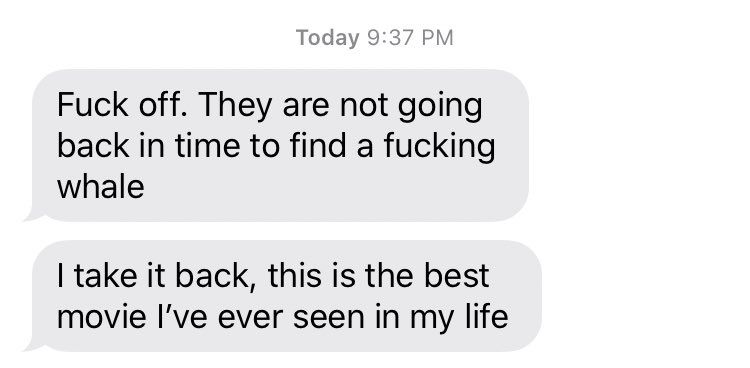 Today 9:37 PM
Fuck off. They are not going
back in time to find a fucking
whale
I take it back, this is the best
movie I’ve ever seen in my life